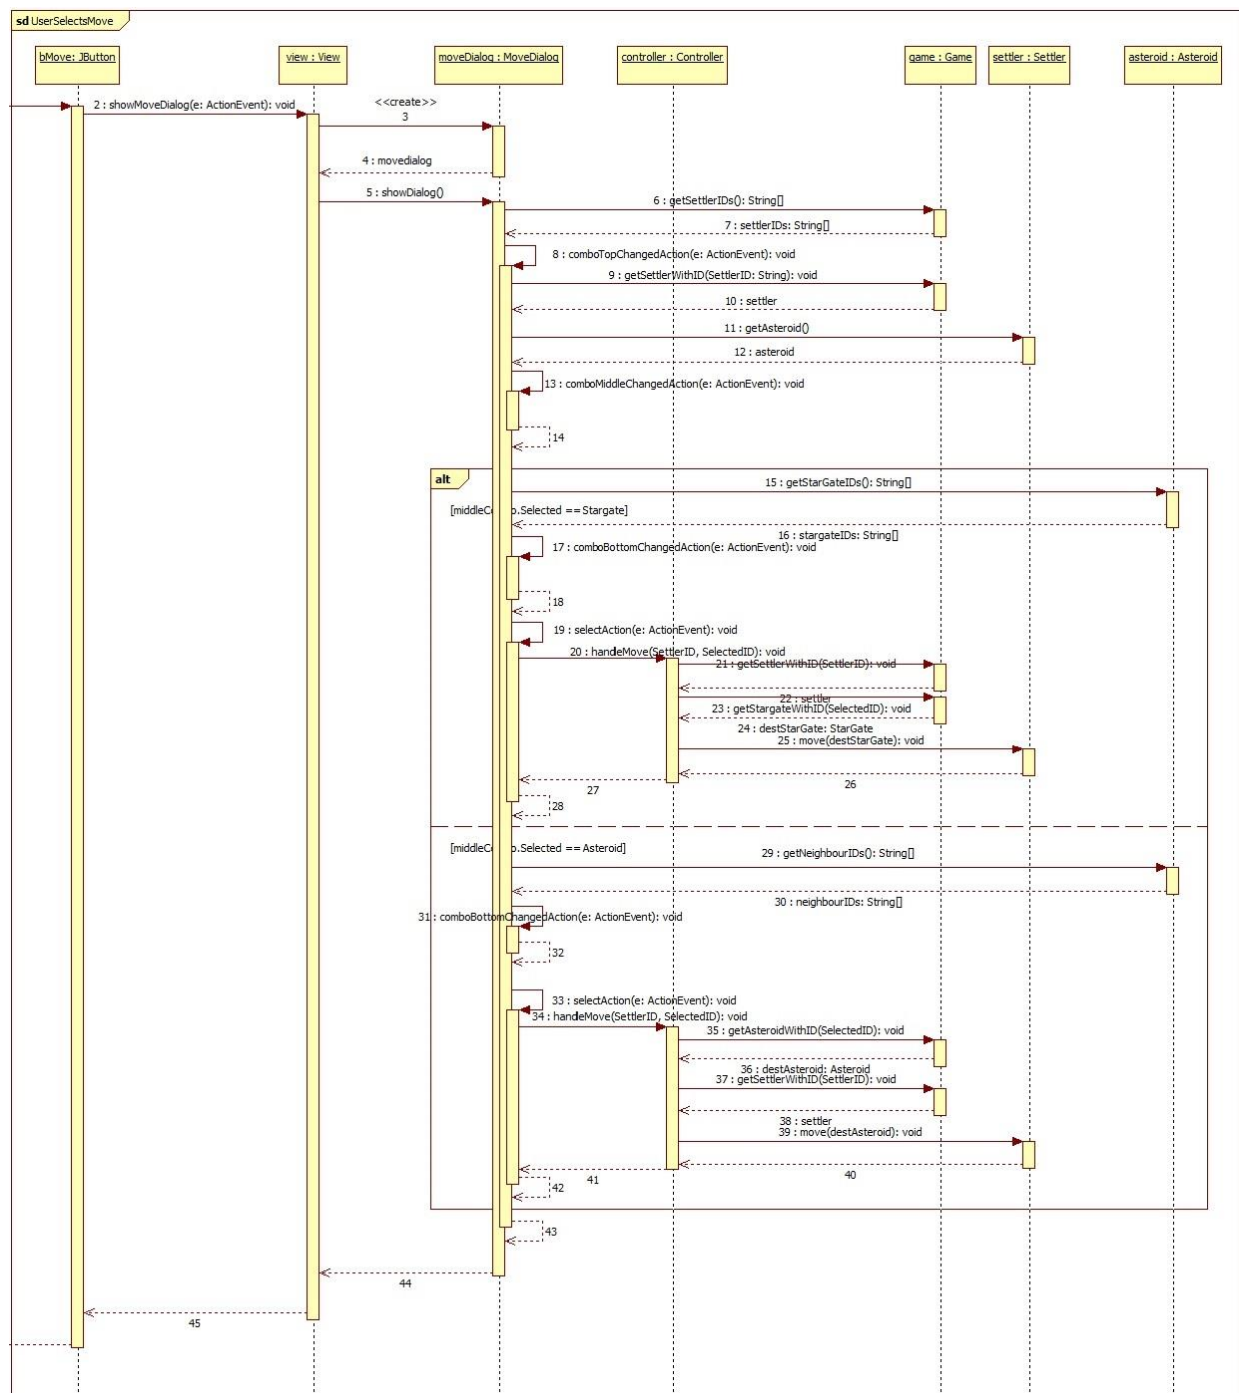 sd UserSelectsMove
bMove: JButton
view : View
moveDialog : MoveDialog
controller : Controller
game : Game
settler : Settler
asteroid : Asteroid
2 : showMoveDialog(e: ActionEvent): void
<<create>>
3
4 : movedialog
5 : showDialog()
6 : getSettlerIDs(): String[]
7 : settlerIDs: String[]
8 : comboTopChangedAction(e: ActionEvent): void
9 : getSettlerWithID(SettlerID: String): void
10 : settler
11 : getAsteroid()
12 : asteroid
13 : comboMiddleChangedAction(e: ActionEvent): void
14
alt
15 : getStarGateIDs(): String[]
[middleC o.Selected == Stargate]
16 : stargateIDs: String[]
17 : comboBottomChangedAction(e: ActionEvent): void
18
19 : selectAction(e: ActionEvent): void
20 : handleMove(SettlerID, SelectedID): void
21 : getSettlerWithID(SettlerID): void
22 : settler
23 : getStargateWithID(SelectedID): void
24 : destStarGate: StarGate
25 : move(destStarGate): void
26
27
28
[middleC o.Selected == Asteroid]
29 : getNeighbourIDs(): String[]
30 : neighbourIDs: String[]
31 : comboBottomChangedAction(e: ActionEvent): void
32
33 : selectAction(e: ActionEvent): void
34 : handleMove(SettlerID, SelectedID): void
35 : getAsteroidWithID(SelectedID): void
36 : destAsteroid: Asteroid
37 : getSettlerWithID(SettlerID): void
38 : settler
39 : move(destAsteroid): void
40
41
42
43
44
45